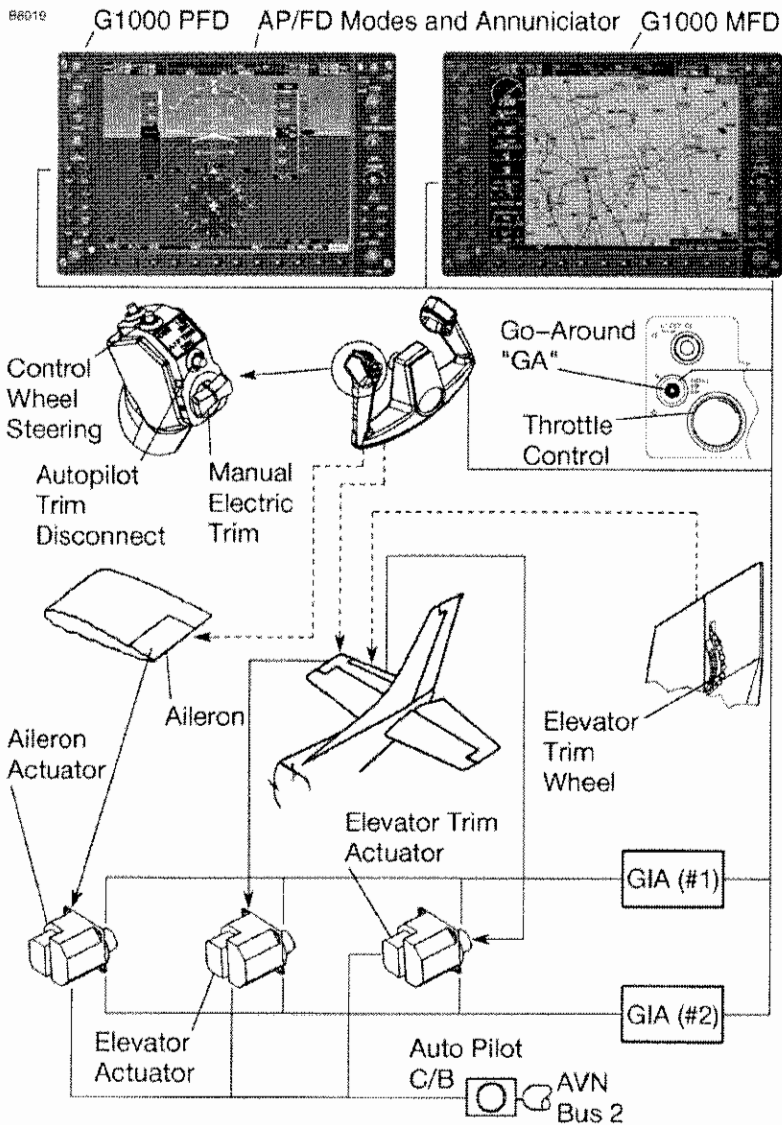 B8019
G1000 PFD
AP/FD Modes and Annunciator
G1000 MFD
Control
Wheel
Steering
Autopilot
Trim
Disconnect
Manual
Electric
Trim
Go-Around
"GA"
Throttle
Control
Aileron
Aileron
Actuator
Elevator
Trim
Wheel
Elevator Trim
Actuator
GIA (#1)
GIA (#2)
Elevator
Actuator
Auto Pilot
C/B
AVN
Bus 2